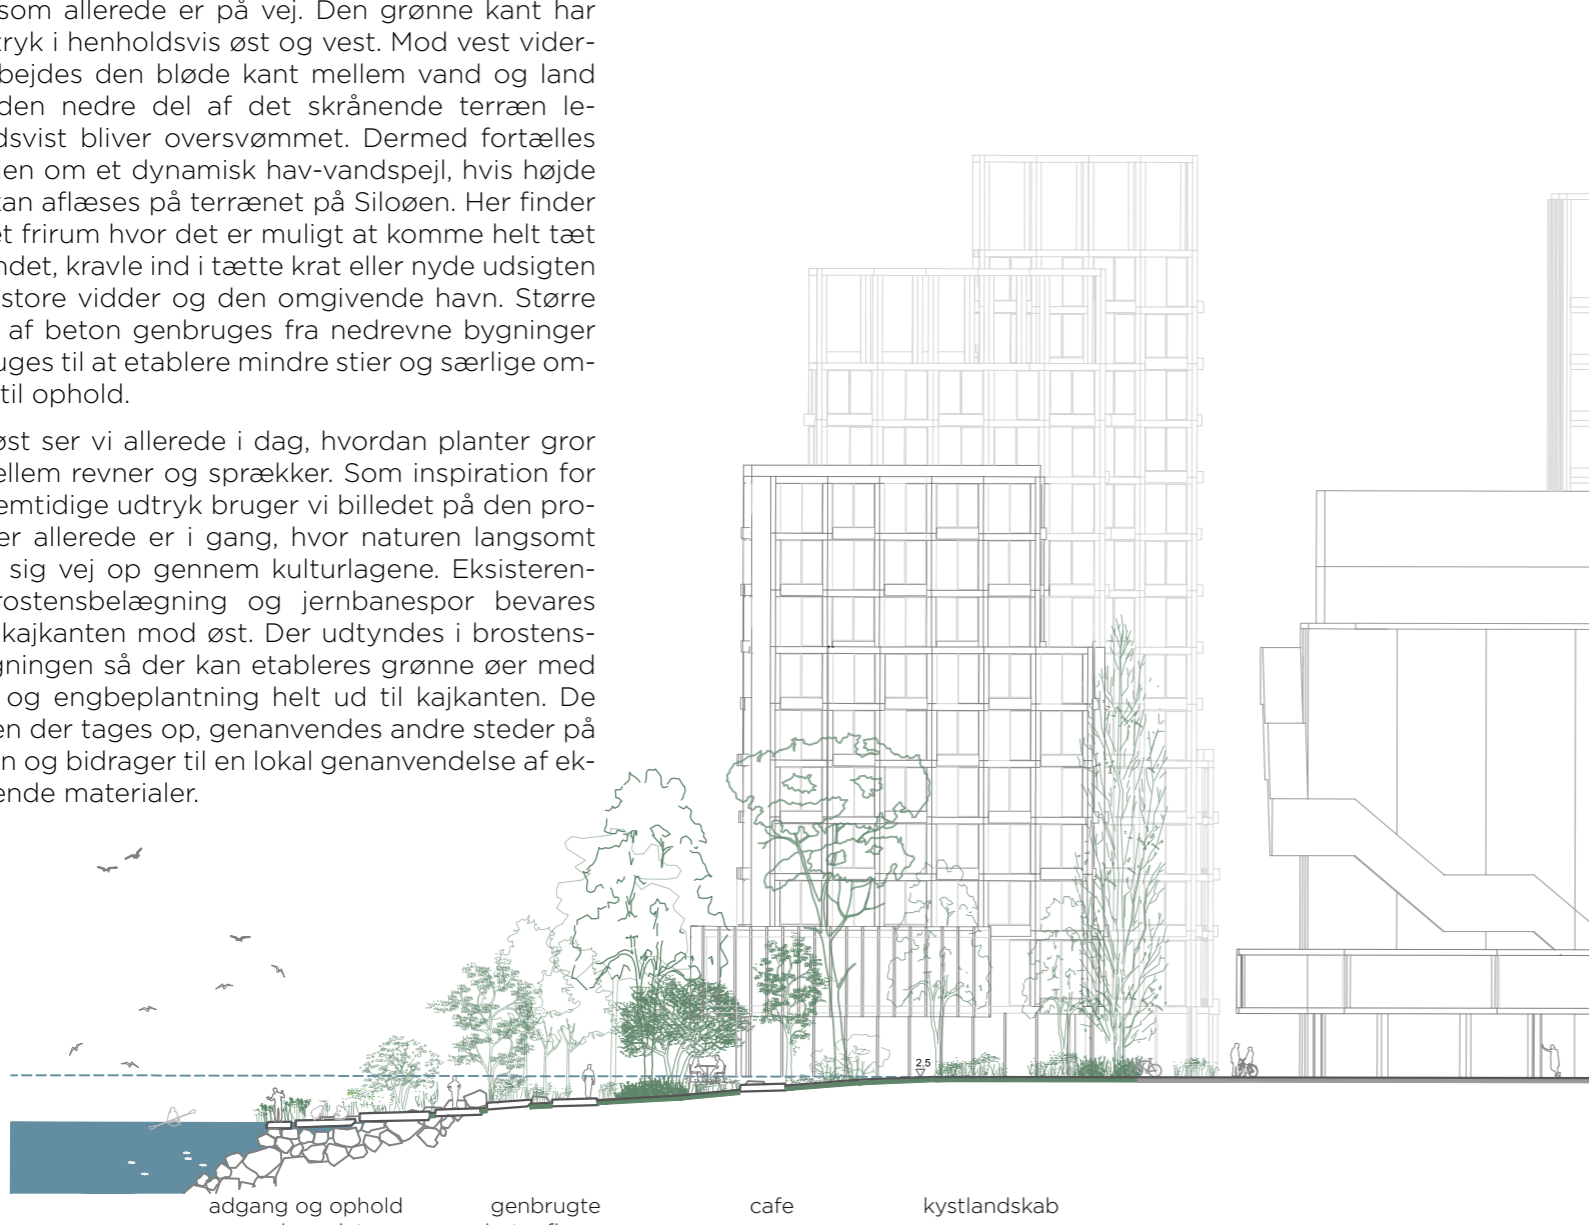 som allerede er på vej. Den grønne kant har
tryk i henholdsvis øst og vest. Mod vest vider-
bejdes den bløde kant mellem vand og land
den nedre del af det skrånende terræn le-
dsvist bliver oversvømmet. Dermed fortælles
en om et dynamisk hav-vandspejl, hvis højde
kan aflæses på terrænet på Siloøen. Her finder
et frirum hvor det er muligt at komme helt tæt
ndet, kravle ind i tætte krat eller nyde udsigten
store vidder og den omgivende havn. Større
af beton genbruges fra nedrevne bygninger
uges til at etablere mindre stier og særlige om-
til ophold.
øst ser vi allerede i dag, hvordan planter gror
ellem revner og sprækker. Som inspiration for
emtidige udtryk bruger vi billedet på den pro-
er allerede er i gang, hvor naturen langsomt
sig vej op gennem kulturlagene. Eksisteren-
rostensbelægning og jernbanespor bevares
kajkanten mod øst. Der udtyndes i brostens-
gningen så der kan etableres grønne øer med
og engbeplantning helt ud til kajkanten. De
en der tages op, genanvendes andre steder på
n og bidrager til en lokal genanvendelse af ek-
ende materialer.
2,5
adgang og ophold genbrugte cafe kystlandskab